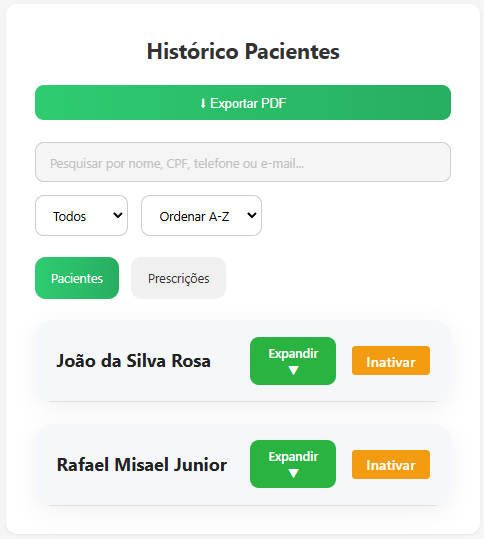 Histórico Pacientes
⬇ Exportar PDF
Pesquisar por nome, CPF, telefone ou e-mail...
Todos Ordenar A-Z
Pacientes Prescrições
João da Silva Rosa Expandir ▼ Inativar
Rafael Misael Junior Expandir ▼ Inativar